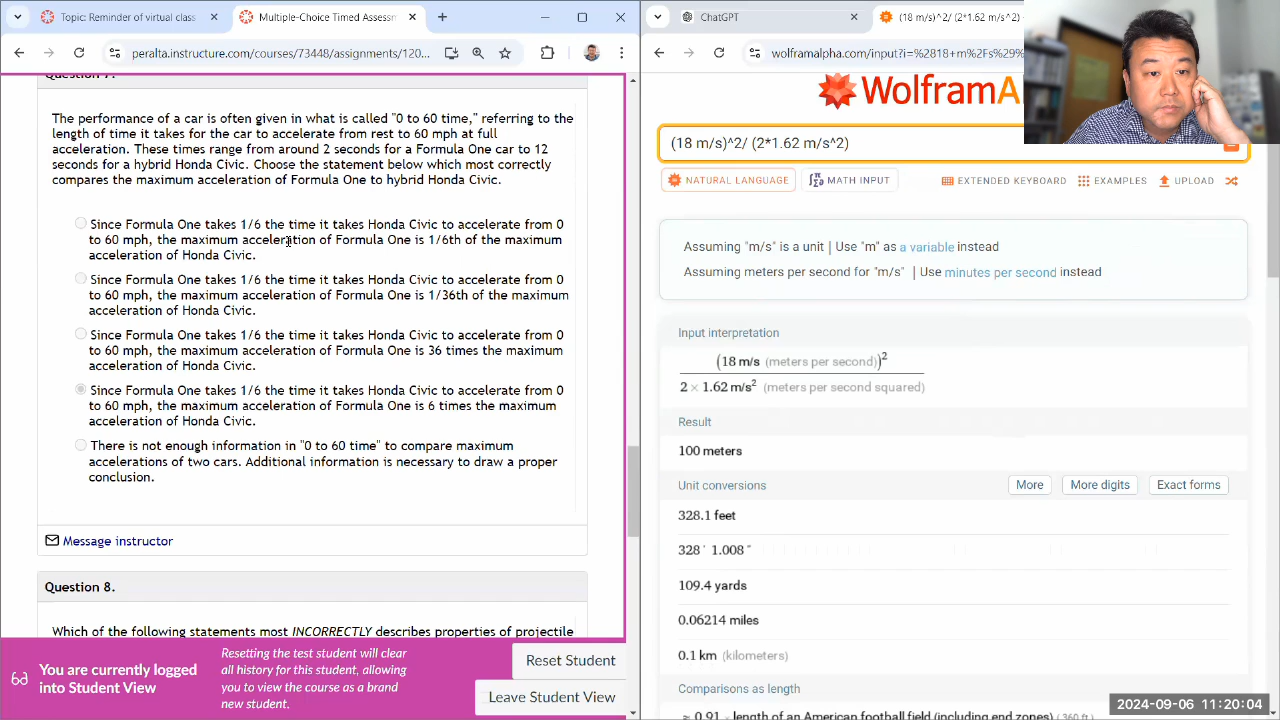 Topic: Reminder of virtual class
Multiple-Choice Timed Assessm
ChatGPT
(18 m/s)^2/ (2*1.62 m/s^2)
peralta.instructure.com/courses/73448/assignments/120...
wolframalpha.com/input?i=%2818+m%2Fs%29%
Question 7.
The performance of a car is often given in what is called "0 to 60 time," referring to the
length of time it takes for the car to accelerate from rest to 60 mph at full
acceleration. These times range from around 2 seconds for a Formula One car to 12
seconds for a hybrid Honda Civic. Choose the statement below which most correctly
compares the maximum acceleration of Formula One to hybrid Honda Civic.
Since Formula One takes 1/6 the time it takes Honda Civic to accelerate from 0
to 60 mph, the maximum acceleration of Formula One is 1/6th of the maximum
acceleration of Honda Civic.
Since Formula One takes 1/6 the time it takes Honda Civic to accelerate from 0
to 60 mph, the maximum acceleration of Formula One is 1/36th of the maximum
acceleration of Honda Civic.
Since Formula One takes 1/6 the time it takes Honda Civic to accelerate from 0
to 60 mph, the maximum acceleration of Formula One is 36 times the maximum
acceleration of Honda Civic.
Since Formula One takes 1/6 the time it takes Honda Civic to accelerate from 0
to 60 mph, the maximum acceleration of Formula One is 6 times the maximum
acceleration of Honda Civic.
There is not enough information in "0 to 60 time" to compare maximum
accelerations of two cars. Additional information is necessary to draw a proper
conclusion.
Message instructor
Question 8.
Which of the following statements most INCORRECTLY describes properties of projectile
You are currently logged
into Student View
Resetting the test student will clear
all history for this student, allowing
you to view the course as a brand
new student.
Reset Student
Leave Student View
WolframA
(18 m/s)^2/ (2*1.62 m/s^2)
NATURAL LANGUAGE
MATH INPUT
EXTENDED KEYBOARD
EXAMPLES
UPLOAD
Assuming "m/s" is a unit | Use "m" as a variable instead
Assuming meters per second for "m/s" | Use minutes per second instead
Input interpretation
(18 m/s (meters per second))²
2 × 1.62 m/s² (meters per second squared)
Result
100 meters
Unit conversions
More
More digits
Exact forms
328.1 feet
328' 1.008"
109.4 yards
0.06214 miles
0.1 km (kilometers)
Comparisons as length
≈ 0.91 × length of an American football field (including end zones) (360 ft)
2024-09-06 11:20:04